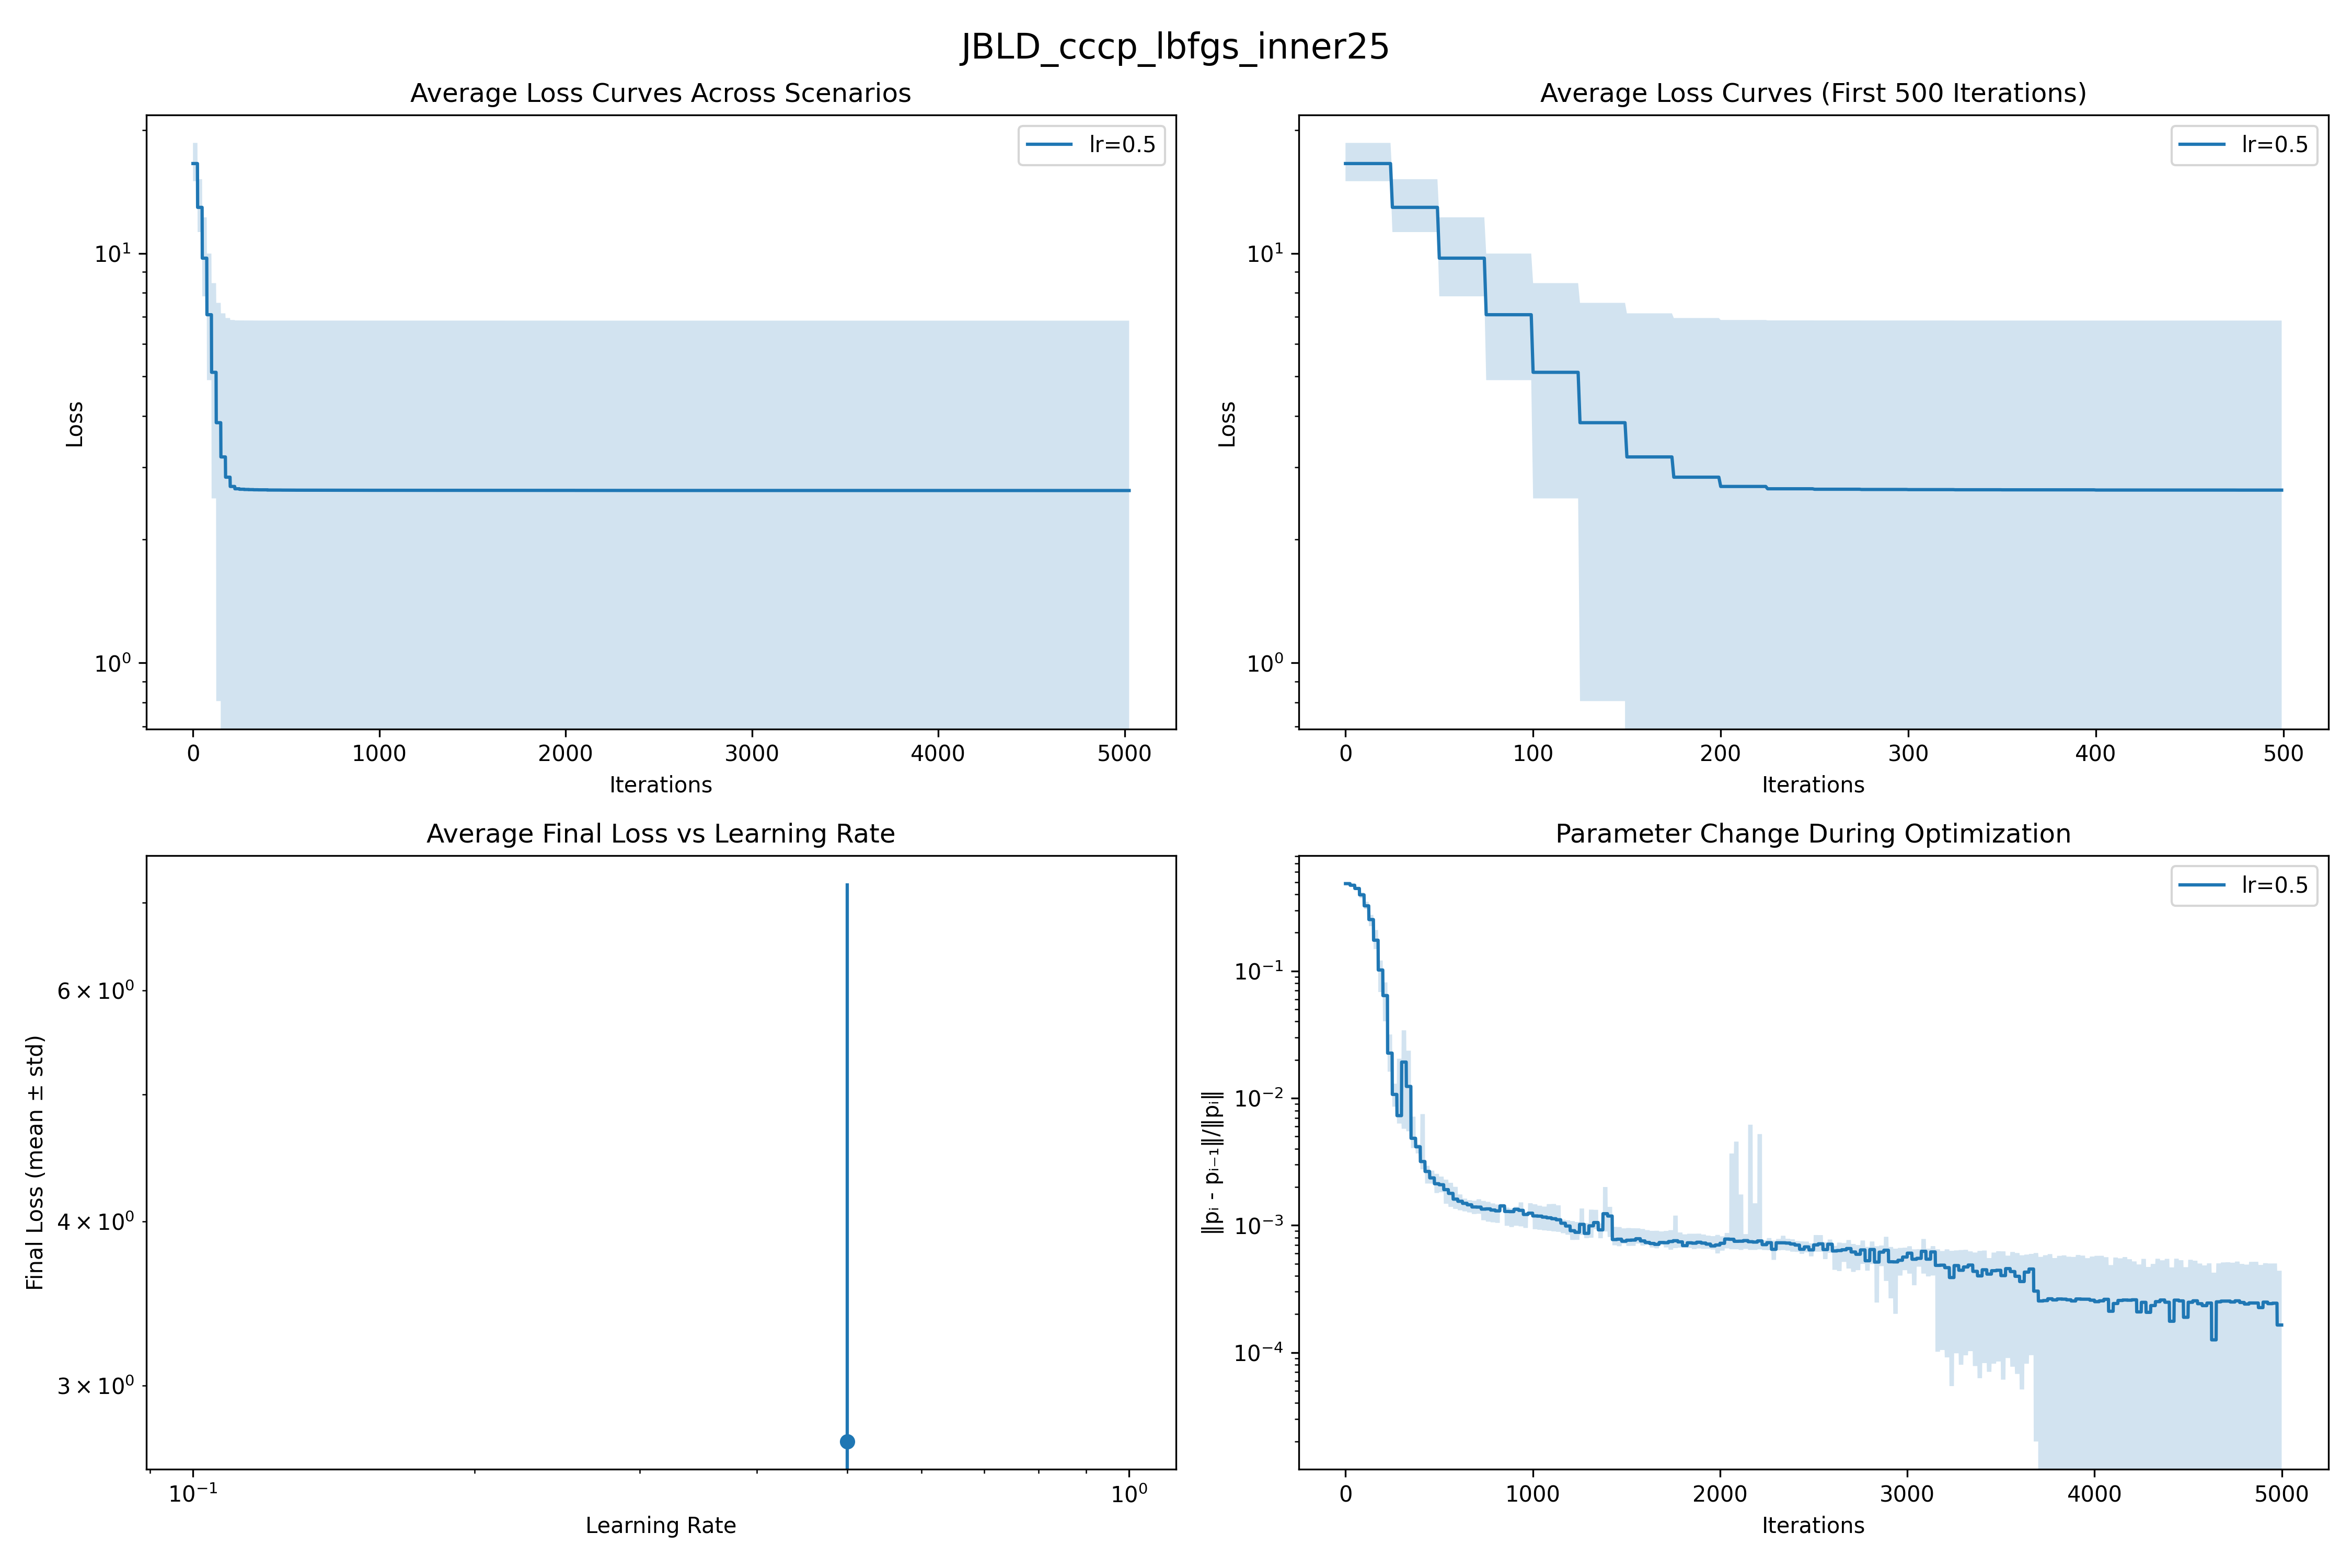 JBLD_cccp_lbfgs_inner25
Average Loss Curves Across Scenarios
lr=0.5
10¹
10⁰
Loss
0 1000 2000 3000 4000 5000
Iterations
Average Loss Curves (First 500 Iterations)
lr=0.5
10¹
10⁰
Loss
0 100 200 300 400 500
Iterations
Average Final Loss vs Learning Rate
6 × 10⁰
4 × 10⁰
3 × 10⁰
Final Loss (mean ± std)
10⁻¹ 10⁰
Learning Rate
Parameter Change During Optimization
lr=0.5
10⁻¹
10⁻²
10⁻³
10⁻⁴
‖pᵢ - pᵢ₋₁‖/‖pᵢ‖
0 1000 2000 3000 4000 5000
Iterations